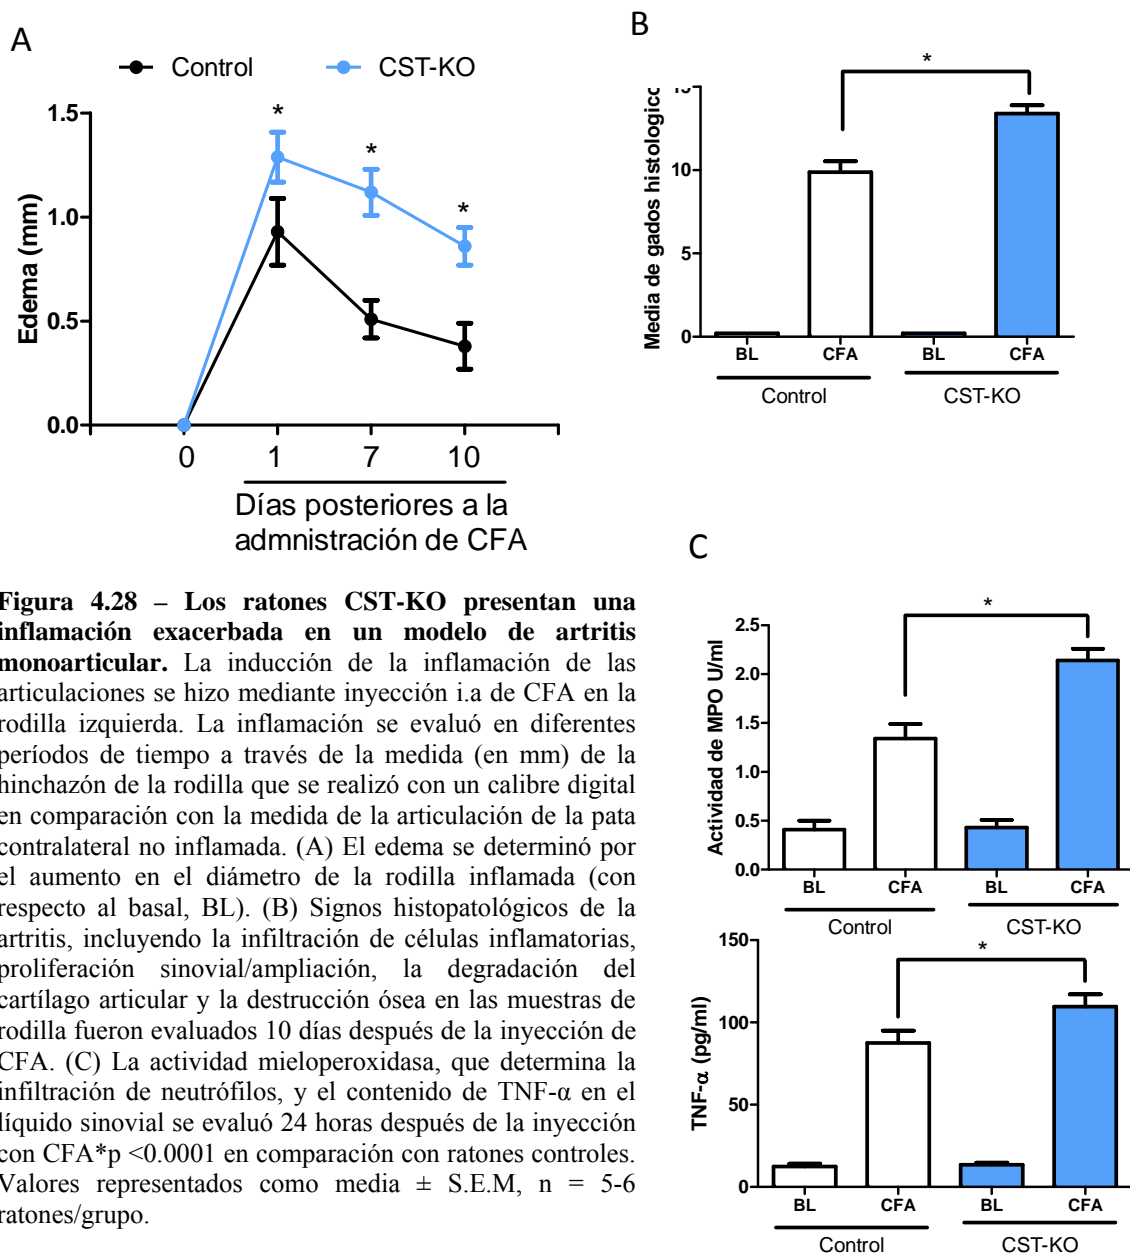 A
Control
CST-KO
*
*
*
1.5
1.0
0.5
0.0
Edema (mm)
0
1
7
10
Días posteriores a la
admnistración de CFA
B
*
Media de gados histologico
15
10
5
0
BL
CFA
BL
CFA
Control
CST-KO
Figura 4.28 – Los ratones CST-KO presentan una
inflamación exacerbada en un modelo de artritis
monoarticular. La inducción de la inflamación de las
articulaciones se hizo mediante inyección i.a de CFA en la
rodilla izquierda. La inflamación se evaluó en diferentes
períodos de tiempo a través de la medida (en mm) de la
hinchazón de la rodilla que se realizó con un calibre digital
en comparación con la medida de la articulación de la pata
contralateral no inflamada. (A) El edema se determinó por
el aumento en el diámetro de la rodilla inflamada (con
respecto al basal, BL). (B) Signos histopatológicos de la
artritis, incluyendo la infiltración de células inflamatorias,
proliferación sinovial/ampliación, la degradación del
cartílago articular y la destrucción ósea en las muestras de
rodilla fueron evaluados 10 días después de la inyección de
CFA. (C) La actividad mieloperoxidasa, que determina la
infiltración de neutrófilos, y el contenido de TNF-α en el
líquido sinovial se evaluó 24 horas después de la inyección
con CFA*p <0.0001 en comparación con ratones controles.
Valores representados como media ± S.E.M, n = 5-6
ratones/grupo.
C
*
Actividad de MPO U/ml
2.5
2.0
1.5
1.0
0.5
0.0
BL
CFA
BL
CFA
Control
CST-KO
*
TNF-α (pg/ml)
150
100
50
0
BL
CFA
BL
CFA
Control
CST-KO